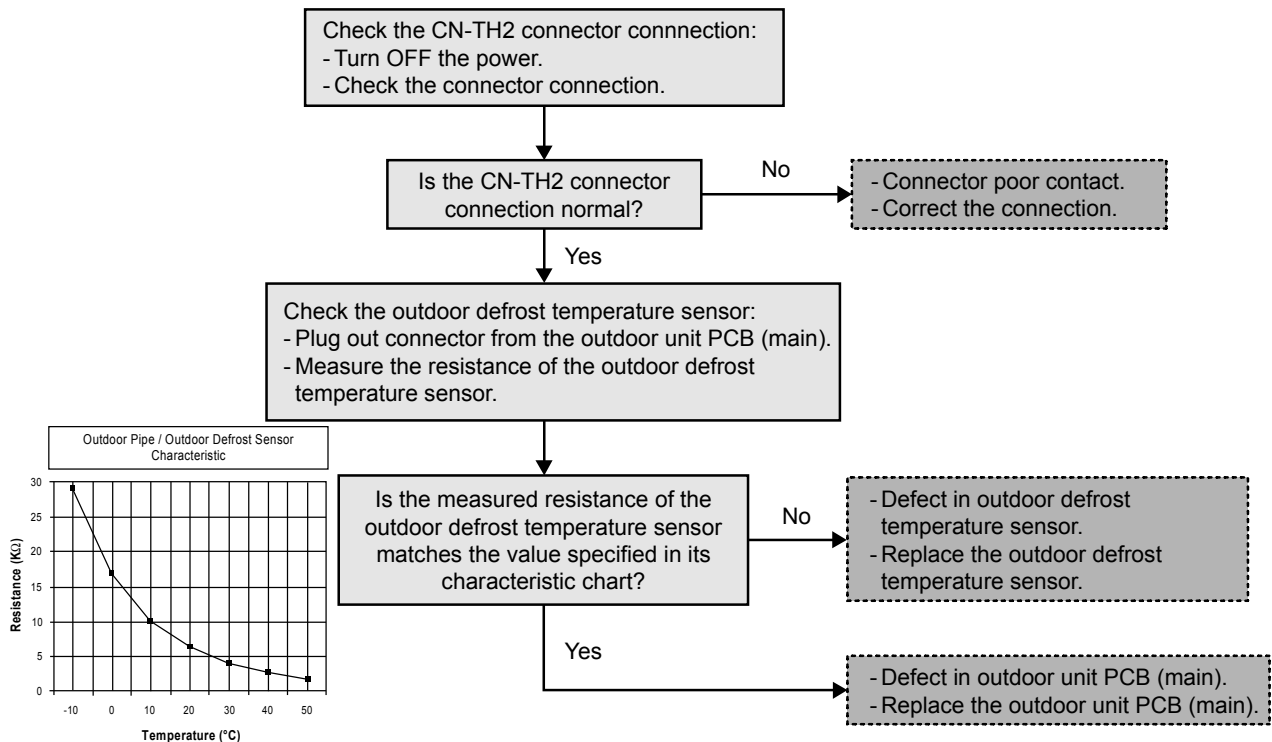 Check the CN-TH2 connector connnection:
- Turn OFF the power.
- Check the connector connection.
Is the CN-TH2 connector
connection normal?
No
- Connector poor contact.
- Correct the connection.
Yes
Check the outdoor defrost temperature sensor:
- Plug out connector from the outdoor unit PCB (main).
- Measure the resistance of the outdoor defrost
temperature sensor.
Outdoor Pipe / Outdoor Defrost Sensor
Characteristic
30
25
20
15
10
5
0
Resistance (KΩ)
-10 0 10 20 30 40 50
Temperature (°C)
Is the measured resistance of the
outdoor defrost temperature sensor
matches the value specified in its
characteristic chart?
No
- Defect in outdoor defrost
temperature sensor.
- Replace the outdoor defrost
temperature sensor.
Yes
- Defect in outdoor unit PCB (main).
- Replace the outdoor unit PCB (main).